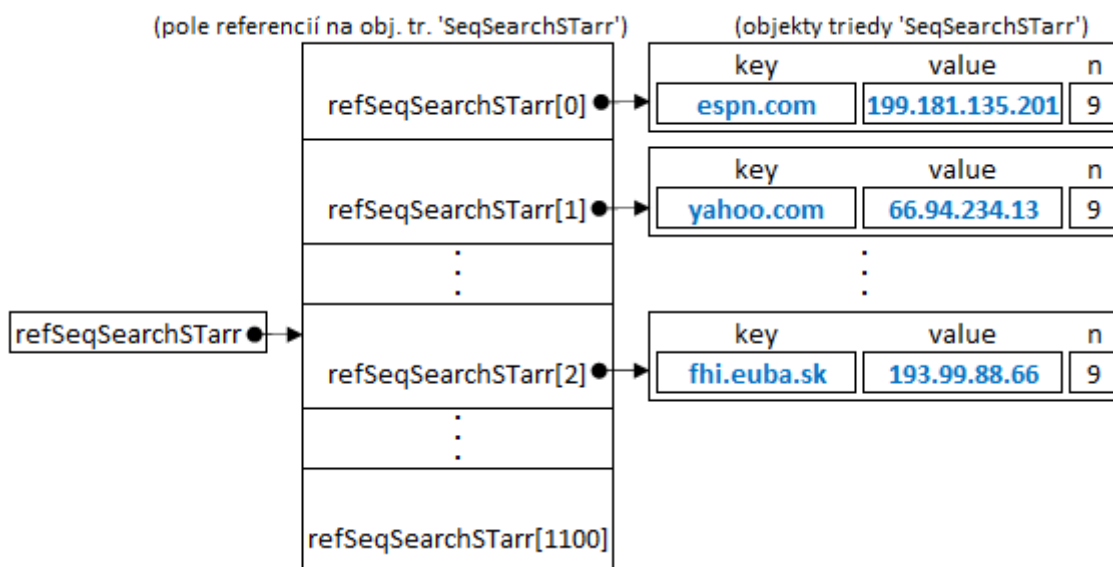 (pole referencií na obj. tr. 'SeqSearchSTarr')
(objekty triedy 'SeqSearchSTarr')
key value n
refSeqSearchSTarr[0] espn.com 199.181.135.201 9
key value n
refSeqSearchSTarr[1] yahoo.com 66.94.234.13 9
refSeqSearchSTarr
key value n
refSeqSearchSTarr[2] fhi.euba.sk 193.99.88.66 9
refSeqSearchSTarr[1100]